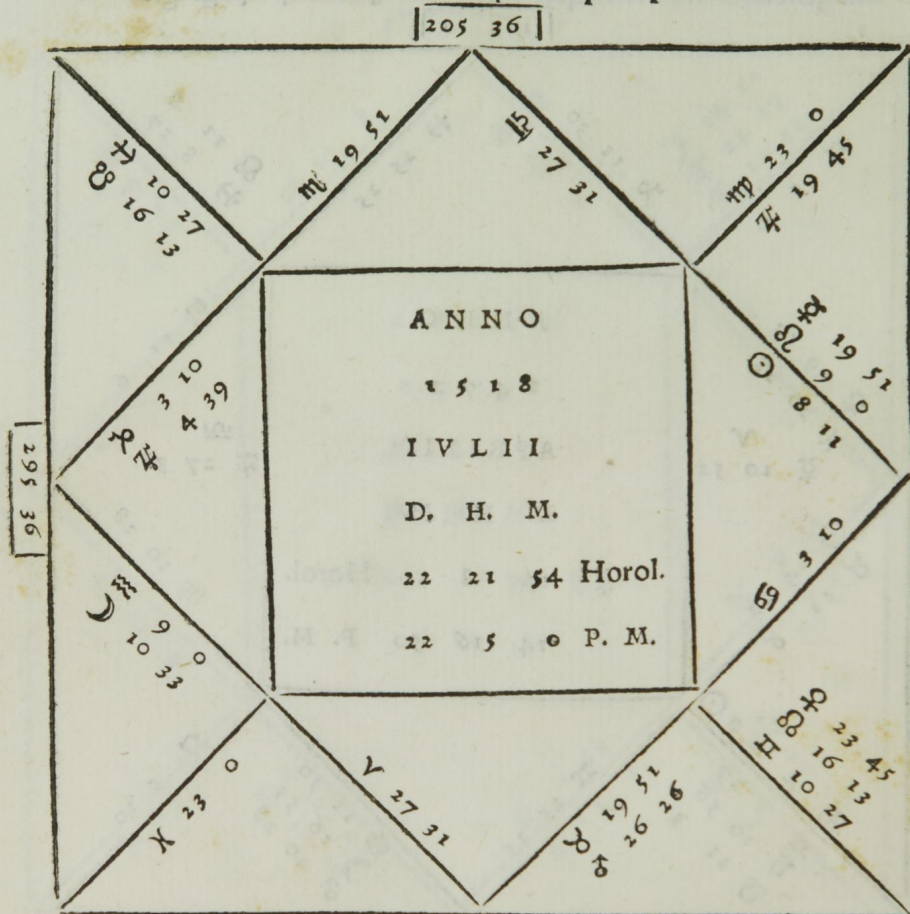 205 36
♏ 19 51
♎ 27 31
♐ 10 27
☋ 16 13
♍ 23 0
♃ 19 45
♑ 3 10
4 39
295 36
☿ 19 51
♌ 9 0
☉ 8 11
ANNO
1518
IVLII
D. H. M.
22 21 54 Horol.
22 5 0 P. M.
♋ 3 10
♒ 9 0
☽ 10 33
♓ 23 0
♈ 27 31
♉ 19 51
♂ 26 26
♀ 23 45
☊ 16 13
♊ 10 27